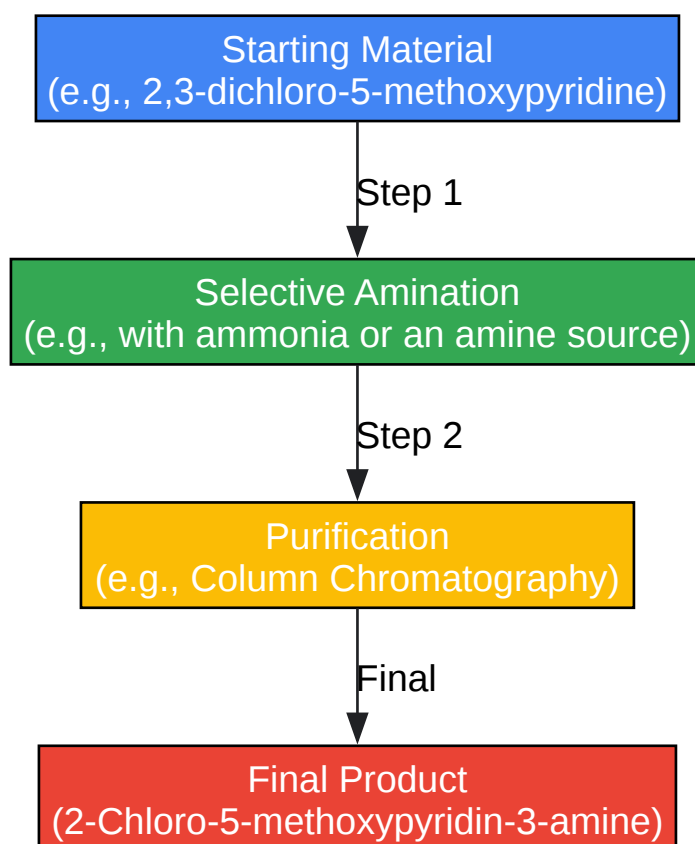 Starting Material
(e.g., 2,3-dichloro-5-methoxypyridine)
Step 1
Selective Amination
(e.g., with ammonia or an amine source)
Step 2
Purification
(e.g., Column Chromatography)
Final
Final Product
(2-Chloro-5-methoxypyridin-3-amine)